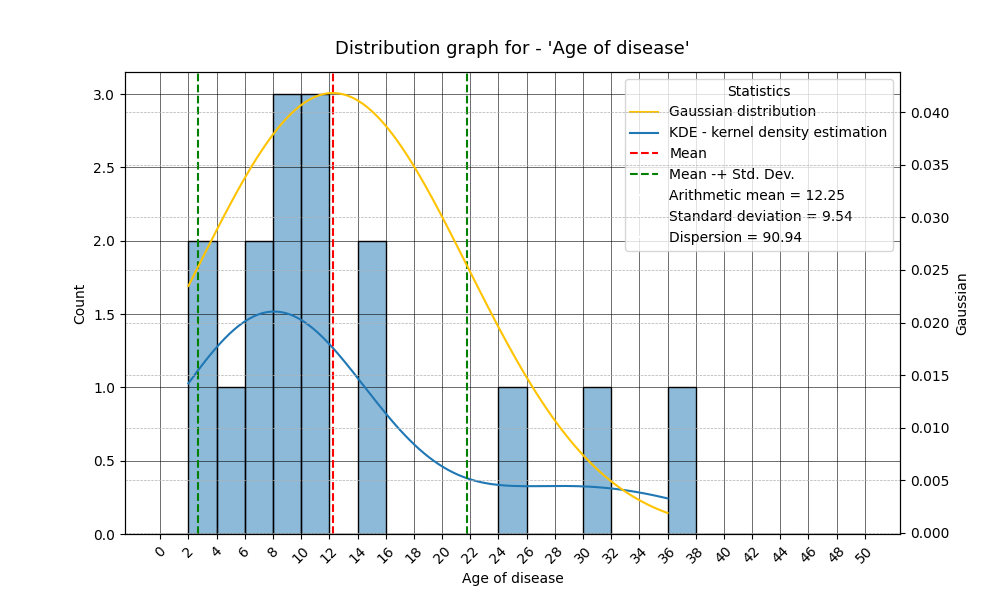 Distribution graph for - 'Age of disease'
Statistics
Gaussian distribution
KDE - kernel density estimation
Mean
Mean -+ Std. Dev.
Arithmetic mean = 12.25
Standard deviation = 9.54
Dispersion = 90.94
Count
3.0
2.5
2.0
1.5
1.0
0.5
0.0
Gaussian
0.040
0.035
0.030
0.025
0.020
0.015
0.010
0.005
0.000
0 2 4 6 8 10 12 14 16 18 20 22 24 26 28 30 32 34 36 38 40 42 44 46 48 50
Age of disease